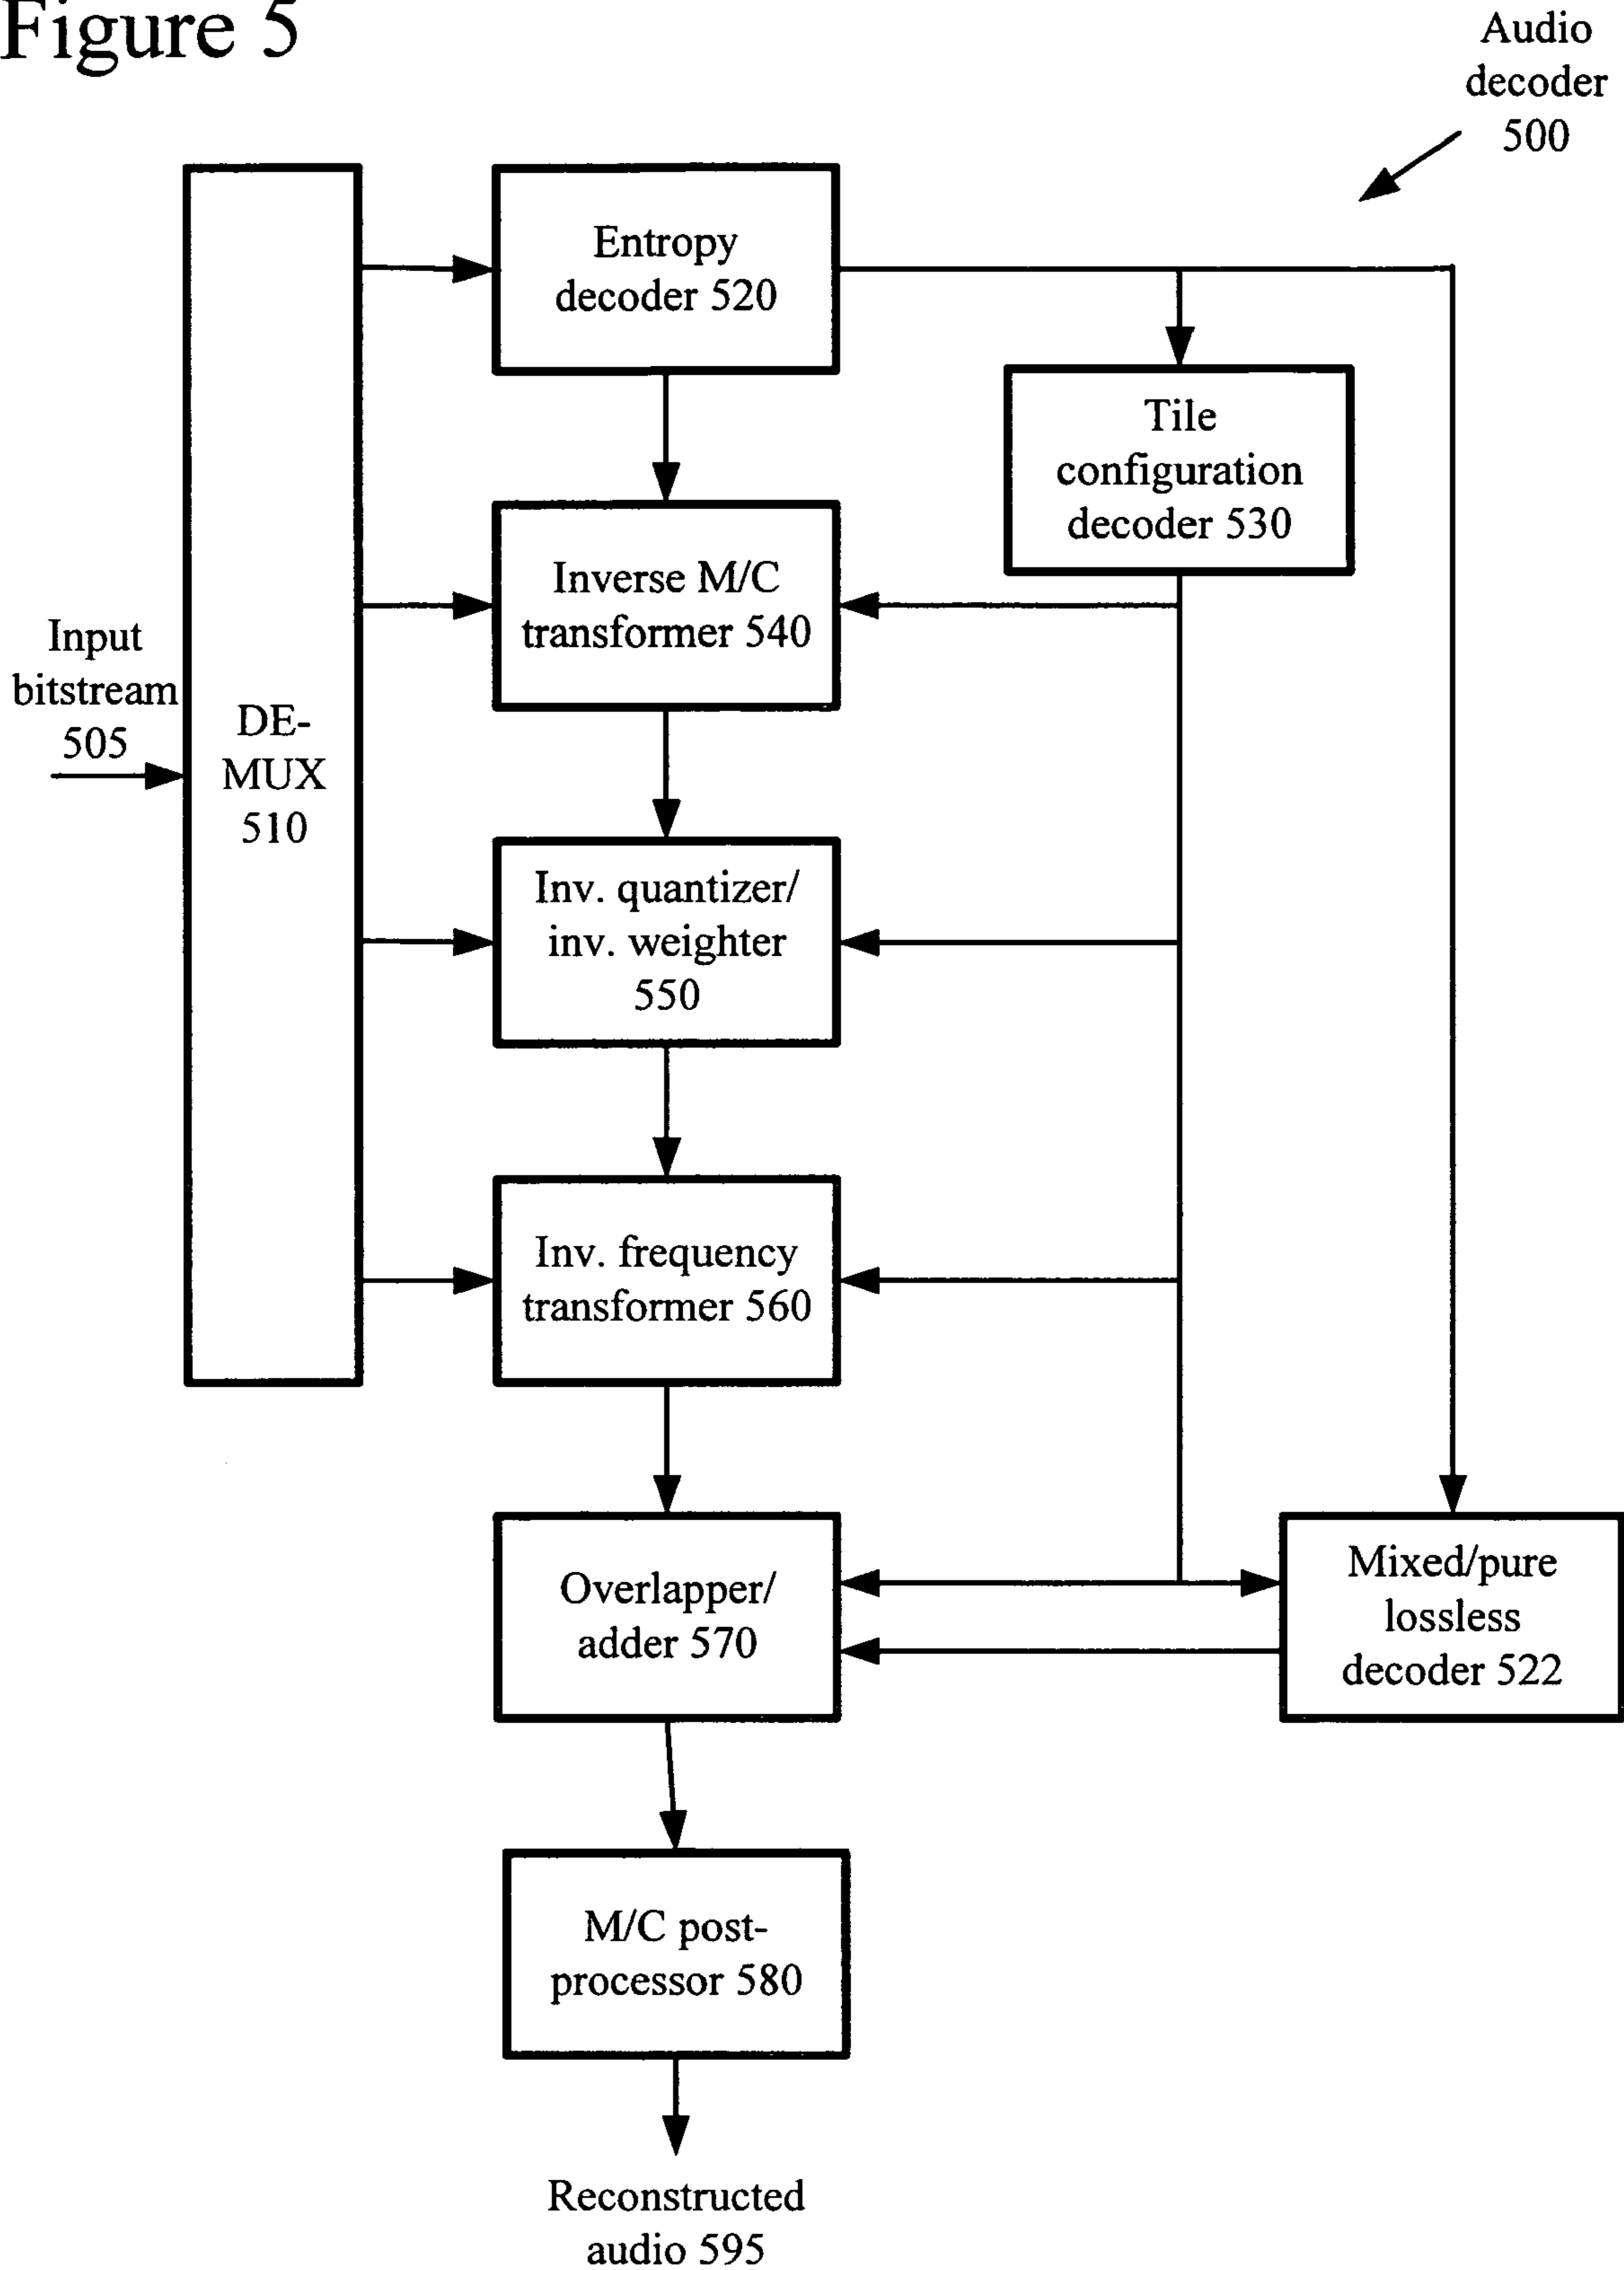 Figure 5
Audio
decoder
500
Entropy
decoder 520
Tile
configuration
decoder 530
Inverse M/C
transformer 540
Input
bitstream
505
DE-
MUX
510
Inv. quantizer/
inv. weighter
550
Inv. frequency
transformer 560
Overlapper/
adder 570
Mixed/pure
lossless
decoder 522
M/C post-
processor 580
Reconstructed
audio 595